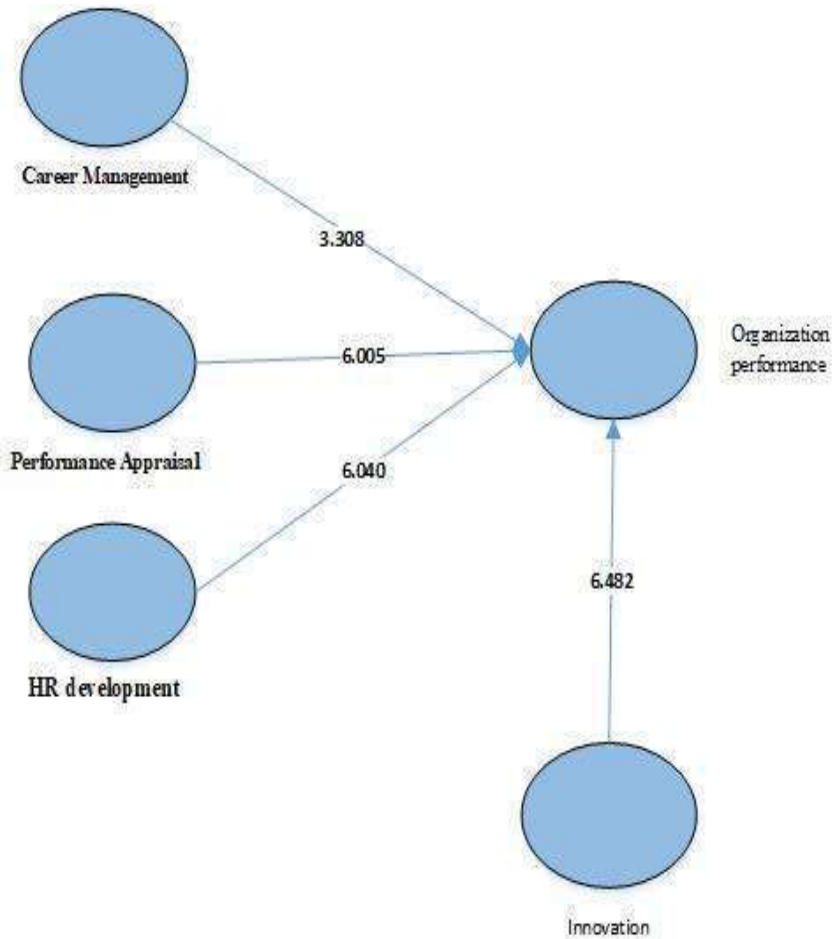 Career Management
3.308
Organization
performance
6.005
Performance Appraisal
6.040
6.482
HR development
Innovation